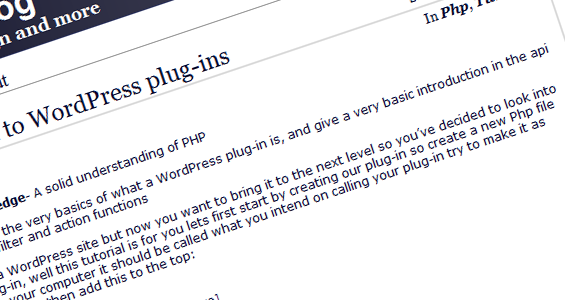 og
n and more
In Php,
to WordPress plug-ins
edge- A solid understanding of PHP
the very basics of what a WordPress plug-in is, and give a very basic introduction in the api
filter and action functions
a WordPress site but now you want to bring it to the next level so you've decided to look into
g-in, well this tutorial is for you lets first start by creating our plug-in so create a new Php file
your computer it should be called what you intend on calling your plug-in try to make it as
then add this to the top: